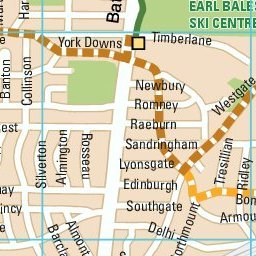 EARL BALES
SKI CENTRE
York Downs
Timberlane
Banton
Collinson
Newbury
Romney
Raeburn
Sandringham
Lyonsgate
Edinburgh
Southgate
Westgate
Silverton
Almington
Rosseau
Tresillian
Ridley
Delhi